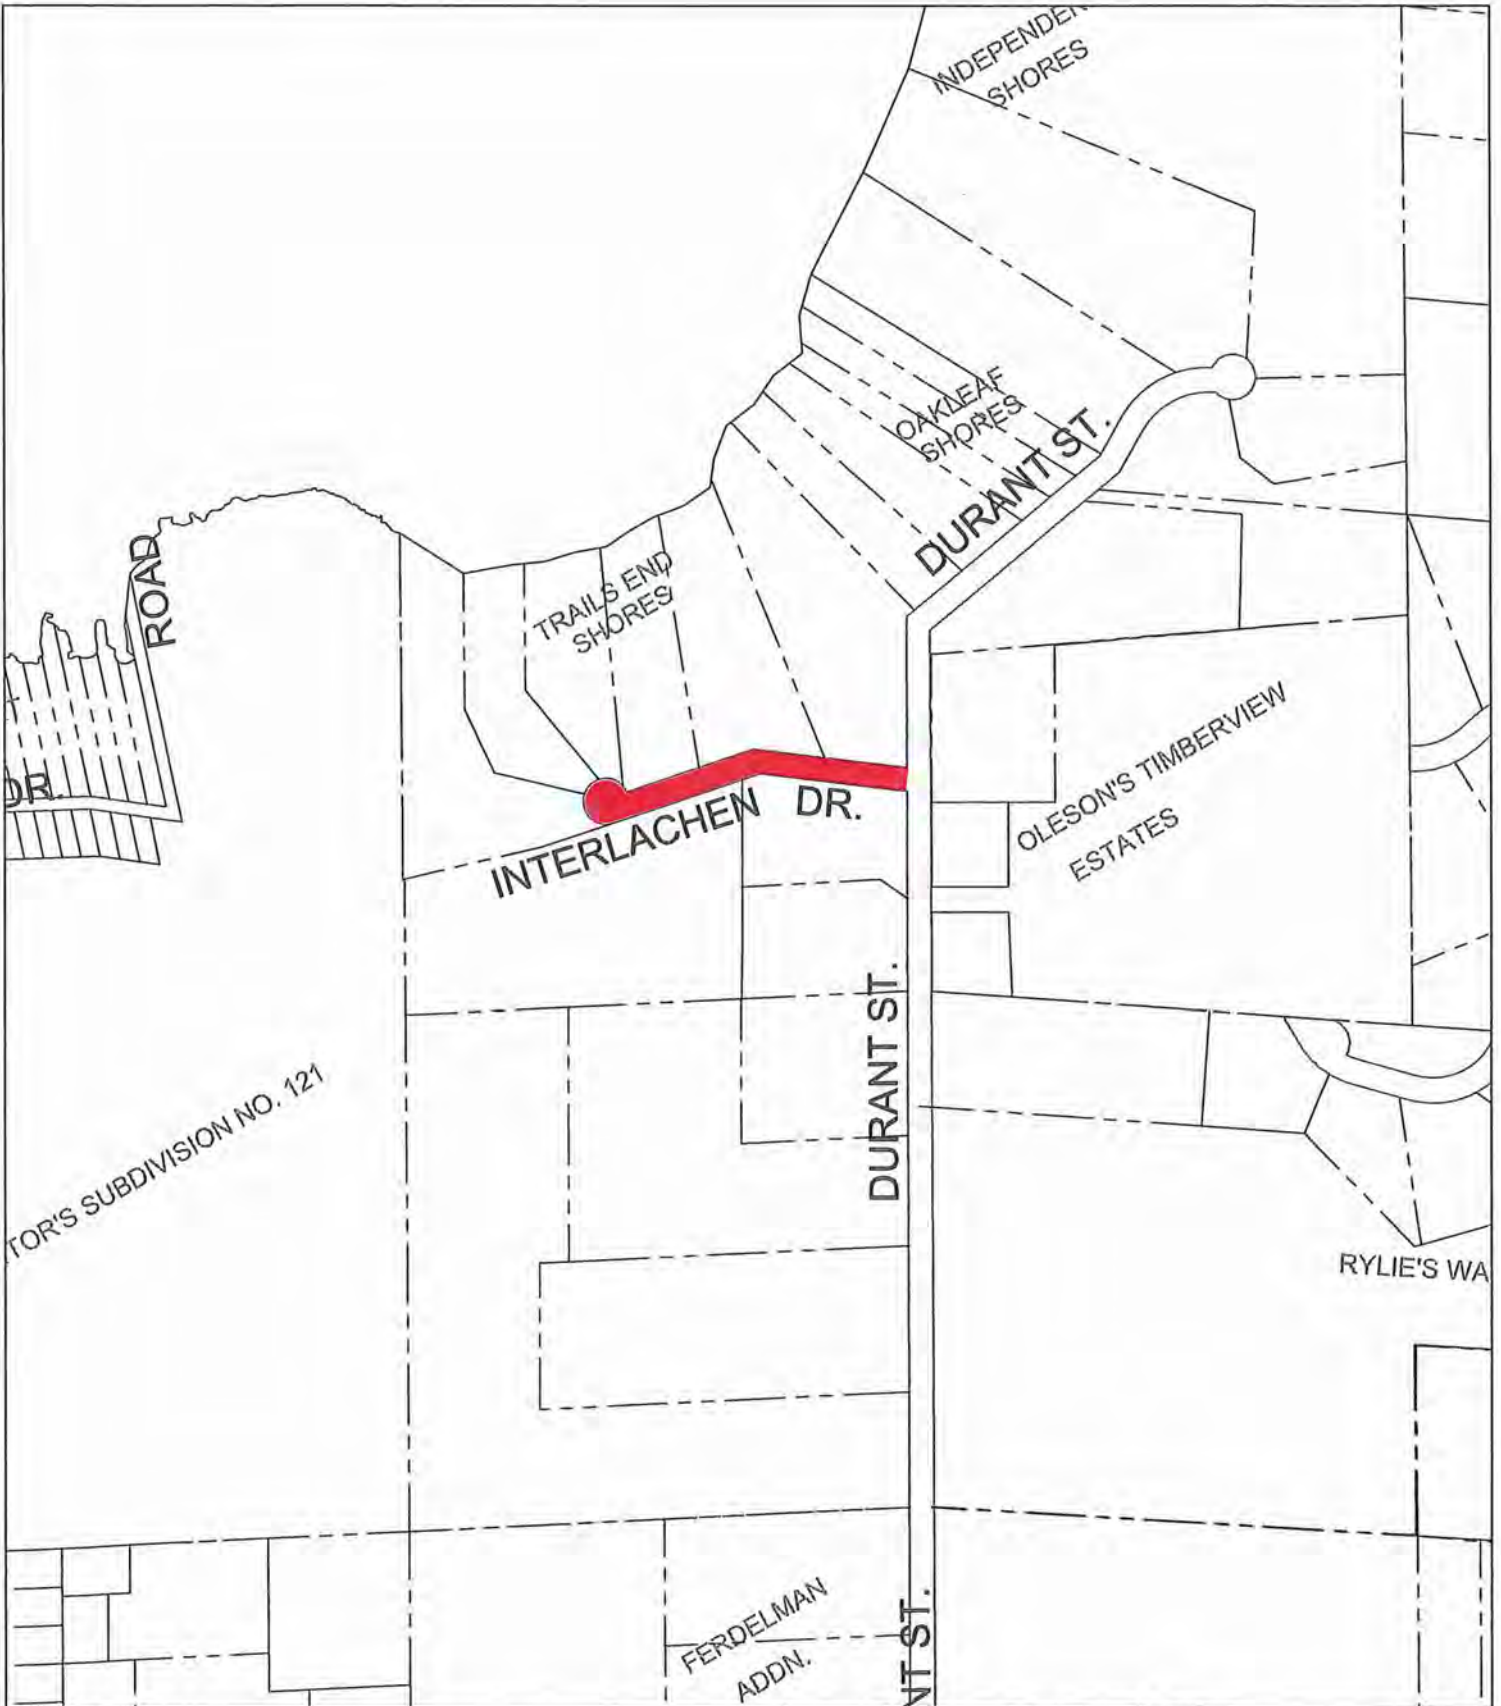 INDEPENDEN
SHORES
OAKLEAF
SHORES
DURANT ST.
ROAD
TRAILS END
SHORES
OLESON'S TIMBERVIEW
ESTATES
DR.
INTERLACHEN DR.
DURANT ST.
TOR'S SUBDIVISION NO. 121
RYLIE'S WA
FERDELMAN
ADDN.
NT ST.